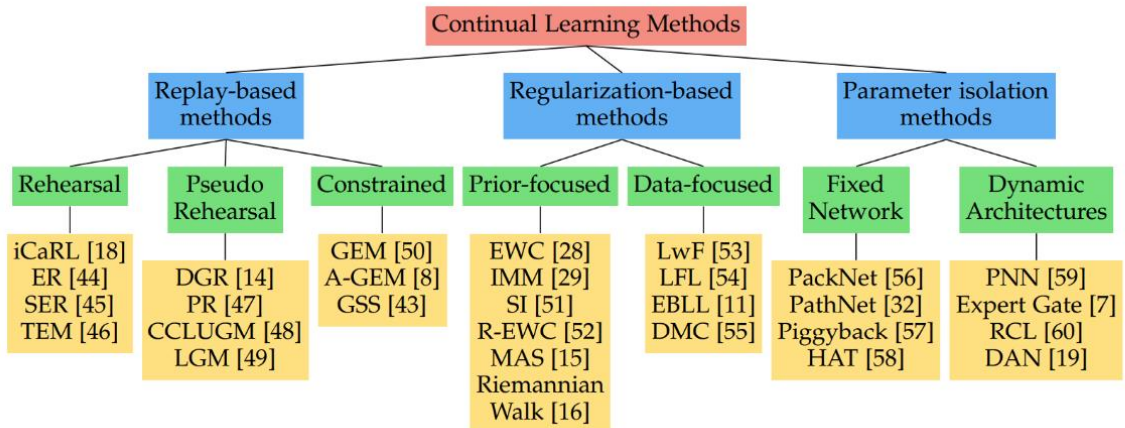 Continual Learning Methods
Replay-based
methods
Regularization-based
methods
Parameter isolation
methods
Rehearsal
Pseudo
Rehearsal
Constrained
Prior-focused
Data-focused
Fixed
Network
Dynamic
Architectures
iCaRL [18]
ER [44]
SER [45]
TEM [46]
DGR [14]
PR [47]
CCLUGM [48]
LGM [49]
GEM [50]
A-GEM [8]
GSS [43]
EWC [28]
IMM [29]
SI [51]
R-EWC [52]
MAS [15]
Riemannian
Walk [16]
LwF [53]
LFL [54]
EBLL [11]
DMC [55]
PackNet [56]
PathNet [32]
Piggyback [57]
HAT [58]
PNN [59]
Expert Gate [7]
RCL [60]
DAN [19]